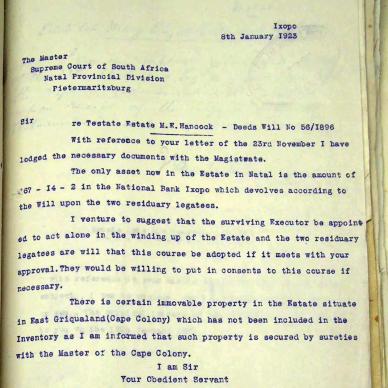 Ixopo
8th January 1923
The Master
Supreme Court of South Africa
Natal Provincial Division
Pietermaritzburg
Sir re Testate Estate M.E.Hancock - Deeds Will No 56/1896
With reference to your letter of the 23rd November I have
lodged the necessary documents with the Magistrate.
The only asset now in the Estate in Natal is the amount of
£67 - 14 - 2 in the National Bank Ixopo which devolves according to
the Will upon the two residuary legatees.
I venture to suggest that the surviving Executor be appoint
ed to act alone in the winding up of the Estate and the two residuary
legatees are will that this course be adopted if it meets with your
approval.They would be willing to put in consents to this course if
necessary.
There is certain immovable property in the Estate situate
in East Griqualand(Cape Colony) which has not been included in the
Inventory as I am informed that such property is secured by sureties
with the Master of the Cape Colony.
I am Sir
Your Obedient Servant